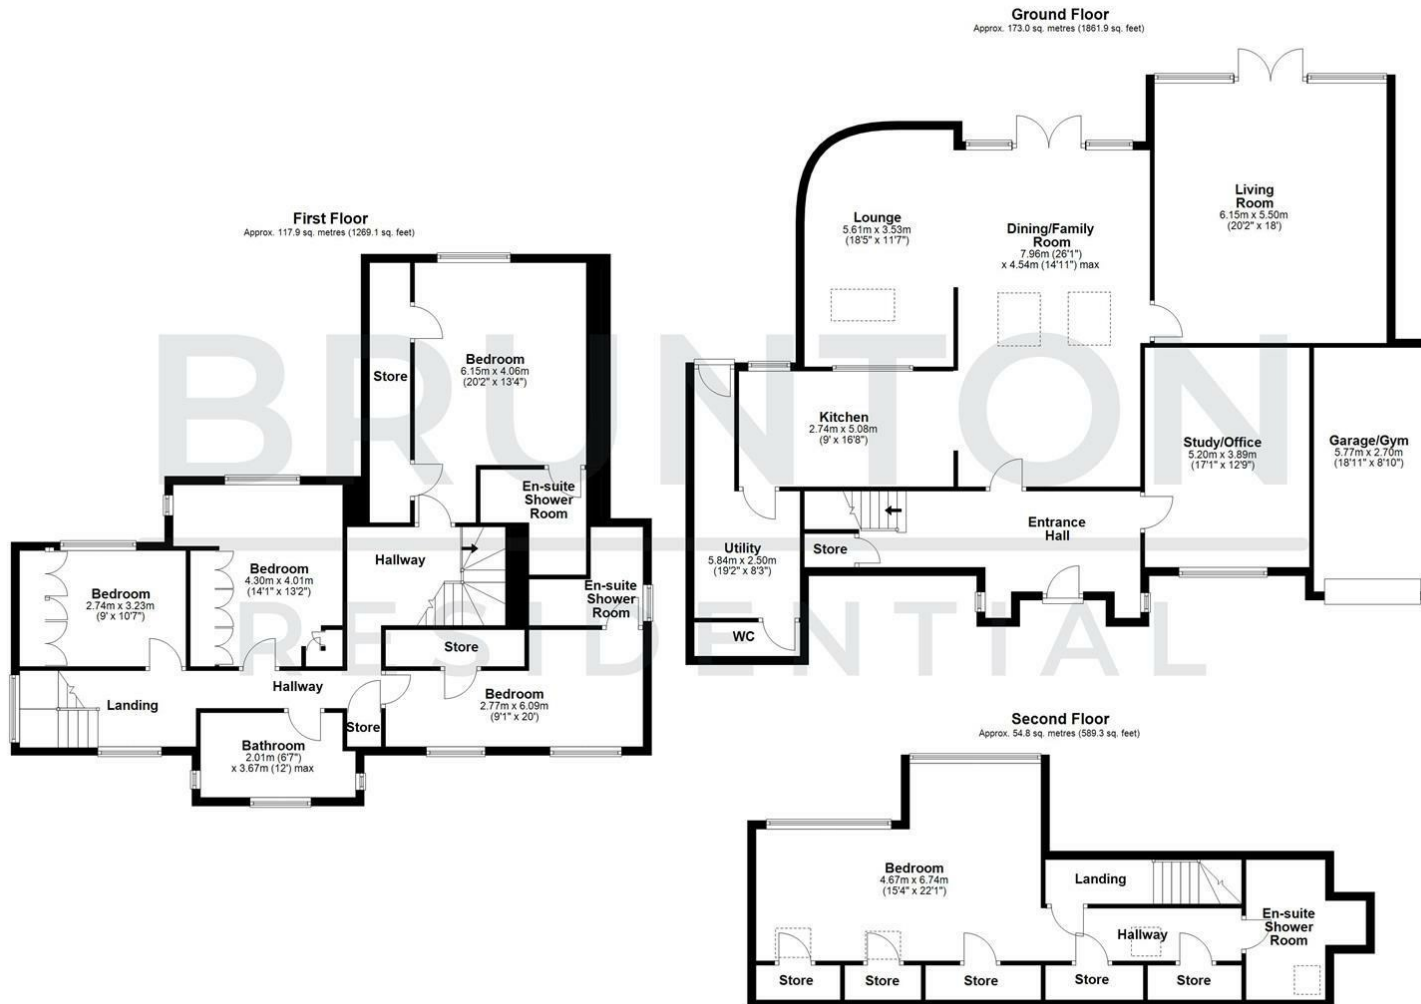 Ground Floor
Approx. 173.0 sq. metres (1861.9 sq. feet)
Living
Room
6.15m x 5.50m
(20'2" x 18')
Lounge
5.61m x 3.53m
(18'5" x 11'7")
Dining/Family
Room
7.96m (26'1")
x 4.54m (14'11") max
Kitchen
2.74m x 5.08m
(9' x 16'8")
Study/Office
5.20m x 3.89m
(17'1" x 12'9")
Garage/Gym
5.77m x 2.70m
(18'11" x 8'10")
Entrance
Hall
Store
Utility
5.84m x 2.50m
(19'2" x 8'3")
WC
First Floor
Approx. 117.9 sq. metres (1269.1 sq. feet)
Store
Bedroom
6.15m x 4.06m
(20'2" x 13'4")
En-suite
Shower
Room
Hallway
Bedroom
4.30m x 4.01m
(14'1" x 13'2")
Bedroom
2.74m x 3.23m
(9' x 10'7")
En-suite
Shower
Room
Store
Hallway
Landing
Bedroom
2.77m x 6.09m
(9'1" x 20')
Store
Bathroom
2.01m (6'7")
x 3.67m (12') max
Second Floor
Approx. 54.8 sq. metres (589.3 sq. feet)
Bedroom
4.67m x 6.74m
(15'4" x 22'1")
Landing
Hallway
En-suite
Shower
Room
Store
Store
Store
Store
Store
BRUNTON
RESIDENTIAL